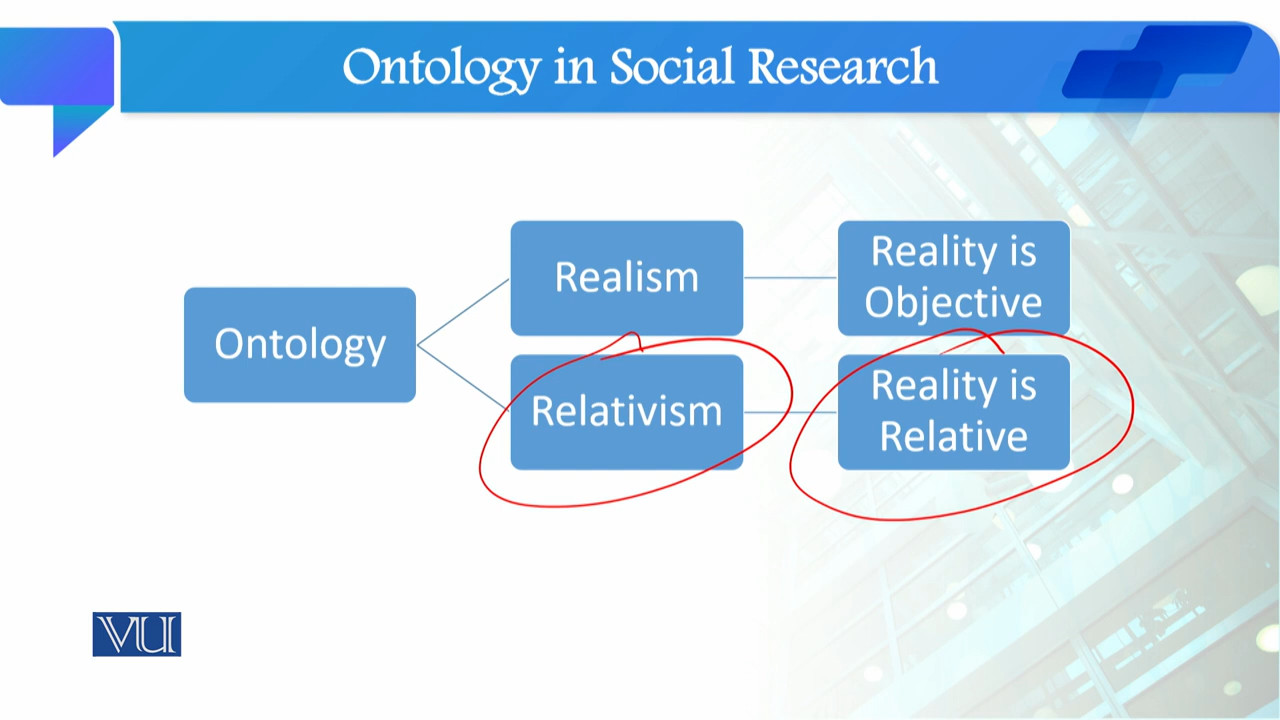 Ontology in Social Research
Ontology
Realism
Reality is
Objective
Relativism
Reality is
Relative
VU